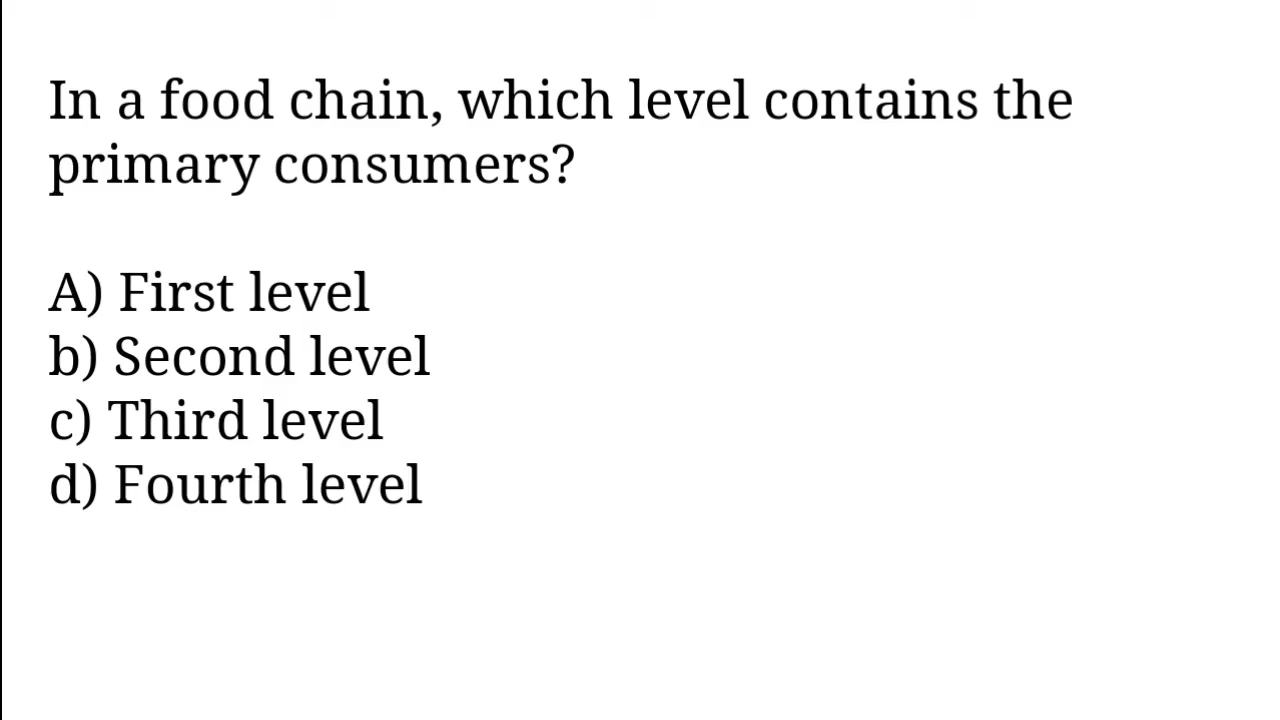 In a food chain, which level contains the
primary consumers?
A) First level
b) Second level
c) Third level
d) Fourth level